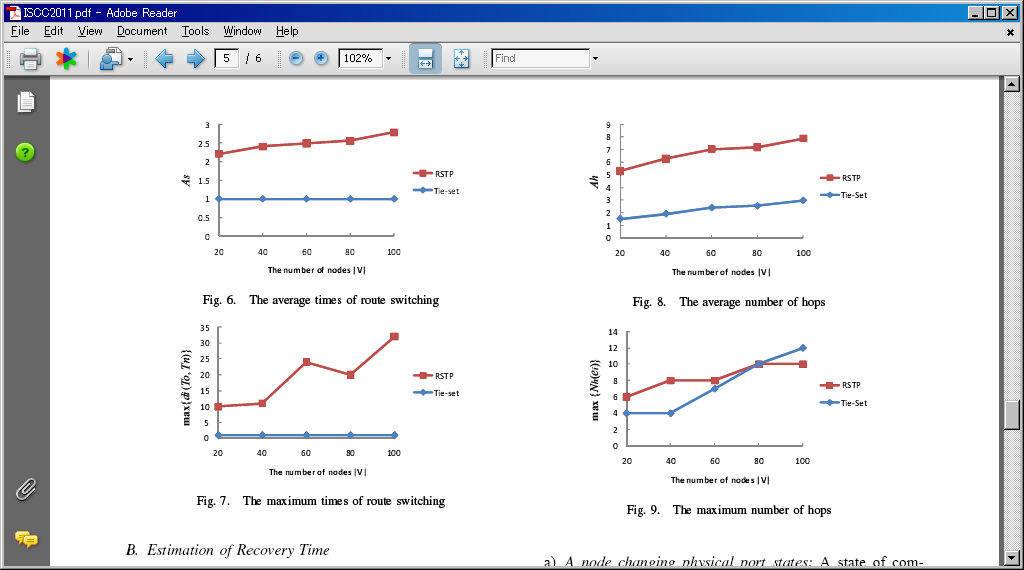 ISCC2011.pdf - Adobe Reader
File Edit View Document Tools Window Help
5 / 6 102% Find
3
2.5
2
1.5
1
0.5
0
As
20 40 60 80 100
The number of nodes |V|
RSTP
Tie-set
Fig. 6. The average times of route switching
35
30
25
20
15
10
5
0
max{di (To, Tn)}
20 40 60 80 100
The number of nodes |V|
RSTP
Tie-set
Fig. 7. The maximum times of route switching
B. Estimation of Recovery Time
9
8
7
6
5
4
3
2
1
0
Ah
20 40 60 80 100
The number of nodes |V|
RSTP
Tie-Set
Fig. 8. The average number of hops
14
12
10
8
6
4
2
0
max {Nh(ei)}
20 40 60 80 100
The number of nodes |V|
RSTP
Tie-Set
Fig. 9. The maximum number of hops
a) A node changing physical port states: A state of com-